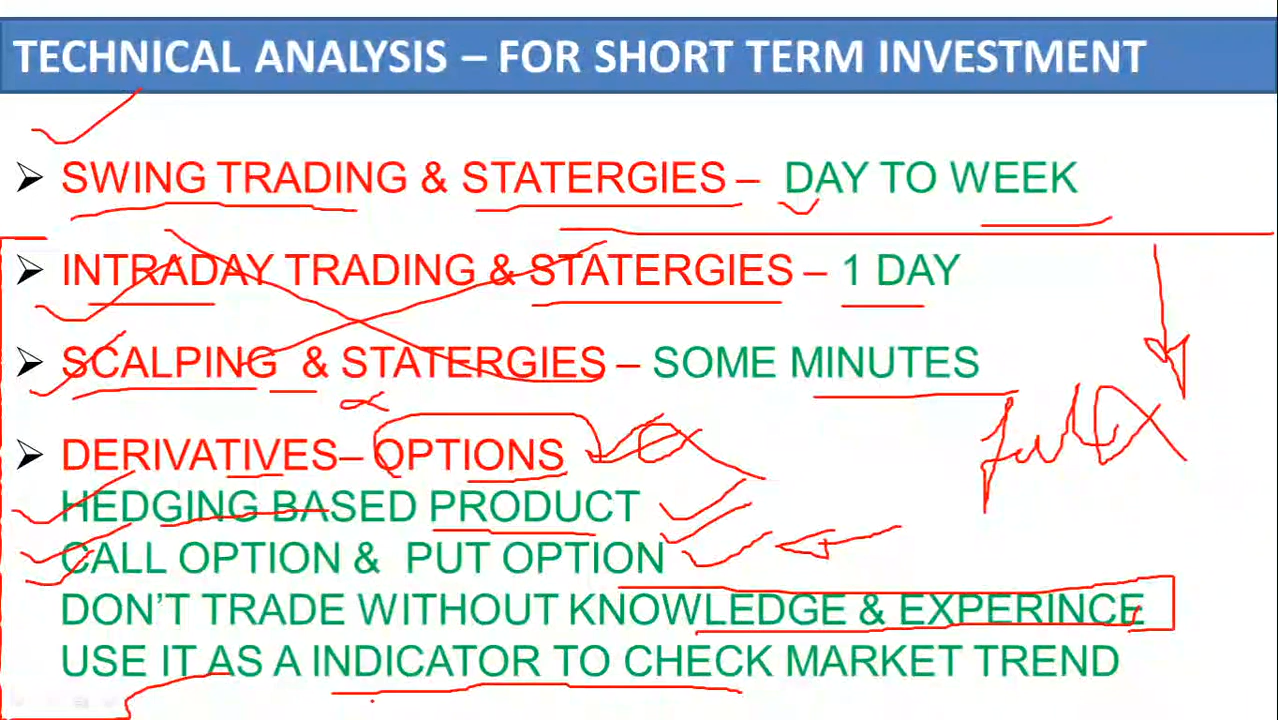 TECHNICAL ANALYSIS – FOR SHORT TERM INVESTMENT
➢ SWING TRADING & STATERGIES – DAY TO WEEK
➢ INTRADAY TRADING & STATERGIES – 1 DAY
➢ SCALPING & STATERGIES – SOME MINUTES
➢ DERIVATIVES– OPTIONS
HEDGING BASED PRODUCT
CALL OPTION & PUT OPTION
DON'T TRADE WITHOUT KNOWLEDGE & EXPERINCE
USE IT AS A INDICATOR TO CHECK MARKET TREND